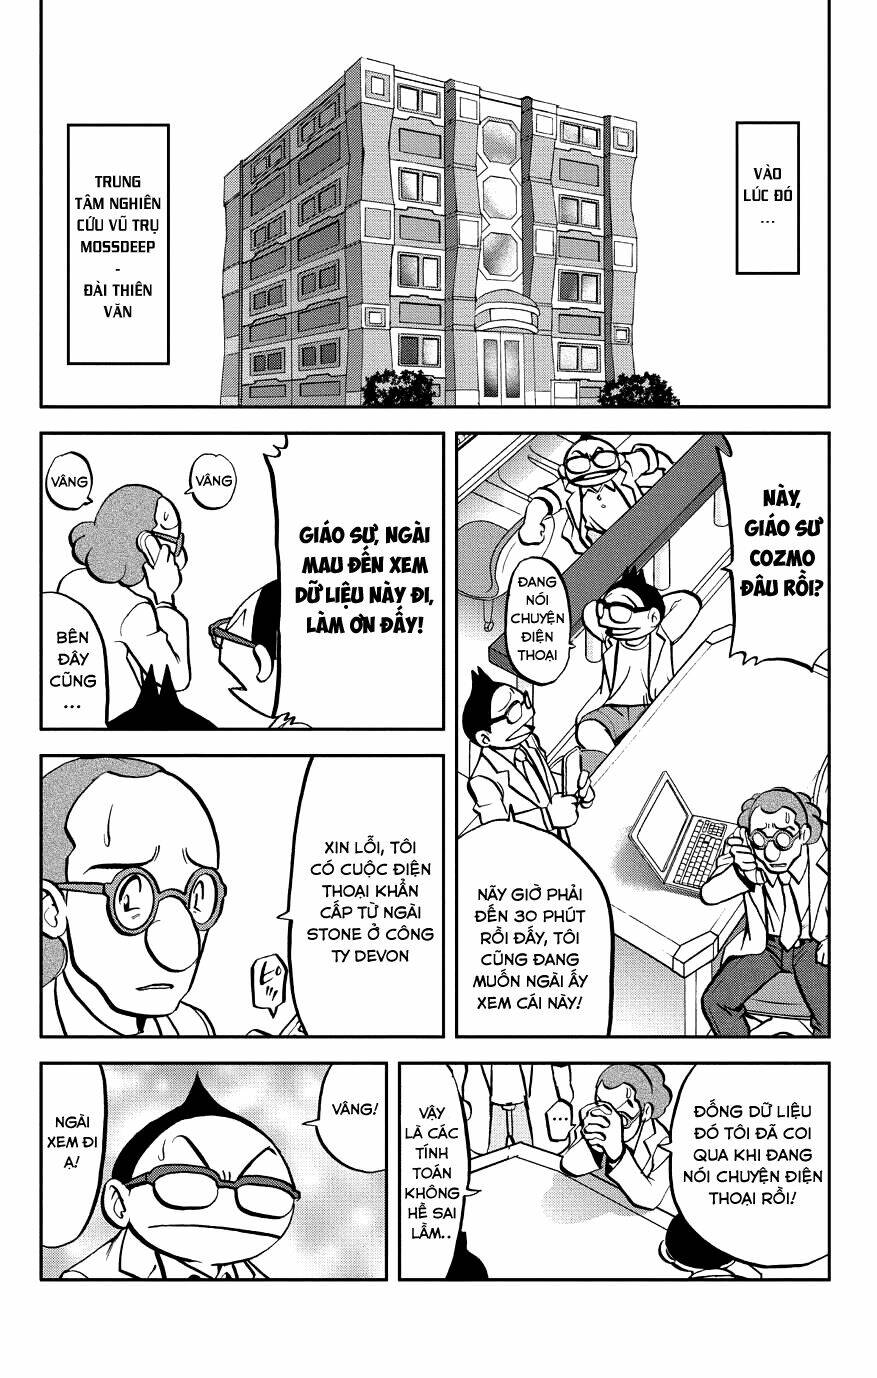 VÀO
LÚC ĐÓ
...
TRUNG
TÂM NGHIÊN
CỨU VŨ TRỤ
MOSSDEEP
-
ĐÀI THIÊN
VĂN
NÀY,
GIÁO SƯ
COZMO
ĐÂU RỒI?
ĐANG
NÓI
CHUYỆN
ĐIỆN
THOẠI
NÃY GIỜ PHẢI
ĐẾN 30 PHÚT
RỒI ĐẤY, TÔI
CŨNG ĐANG
MUỐN NGÀI ẤY
XEM CÁI NÀY!
GIÁO SƯ, NGÀI
MAU ĐẾN XEM
DỮ LIỆU NÀY ĐI,
LÀM ƠN ĐẤY!
VÂNG
VÂNG
BÊN
ĐÂY
CŨNG
...
XIN LỖI, TÔI
CÓ CUỘC ĐIỆN
THOẠI KHẨN
CẤP TỪ NGÀI
STONE Ở CÔNG
TY DEVON
ピッ
ĐỐNG DỮ LIỆU
ĐÓ TÔI ĐÃ COI
QUA KHI ĐANG
NÓI CHUYỆN ĐIỆN
THOẠI RỒI!
...
VẬY
LÀ CÁC
TÍNH
TOÁN
KHÔNG
HỀ SAI
LẦM..
VÂNG!
NGÀI
XEM ĐI
Ạ!